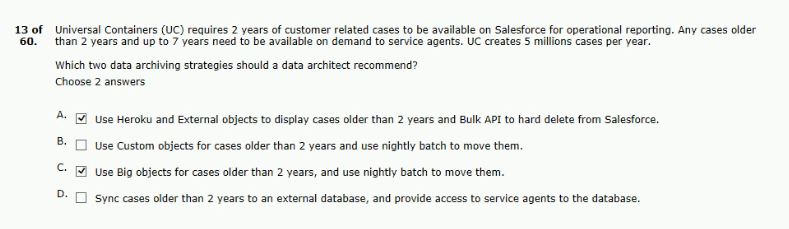 13 of Universal Containers (UC) requires 2 years of customer related cases to be available on Salesforce for operational reporting. Any cases older
60. than 2 years and up to 7 years need to be available on demand to service agents. UC creates 5 millions cases per year.
Which two data archiving strategies should a data architect recommend?
Choose 2 answers
A. Use Heroku and External objects to display cases older than 2 years and Bulk API to hard delete from Salesforce.
B. Use Custom objects for cases older than 2 years and use nightly batch to move them.
C. Use Big objects for cases older than 2 years, and use nightly batch to move them.
D. Sync cases older than 2 years to an external database, and provide access to service agents to the database.